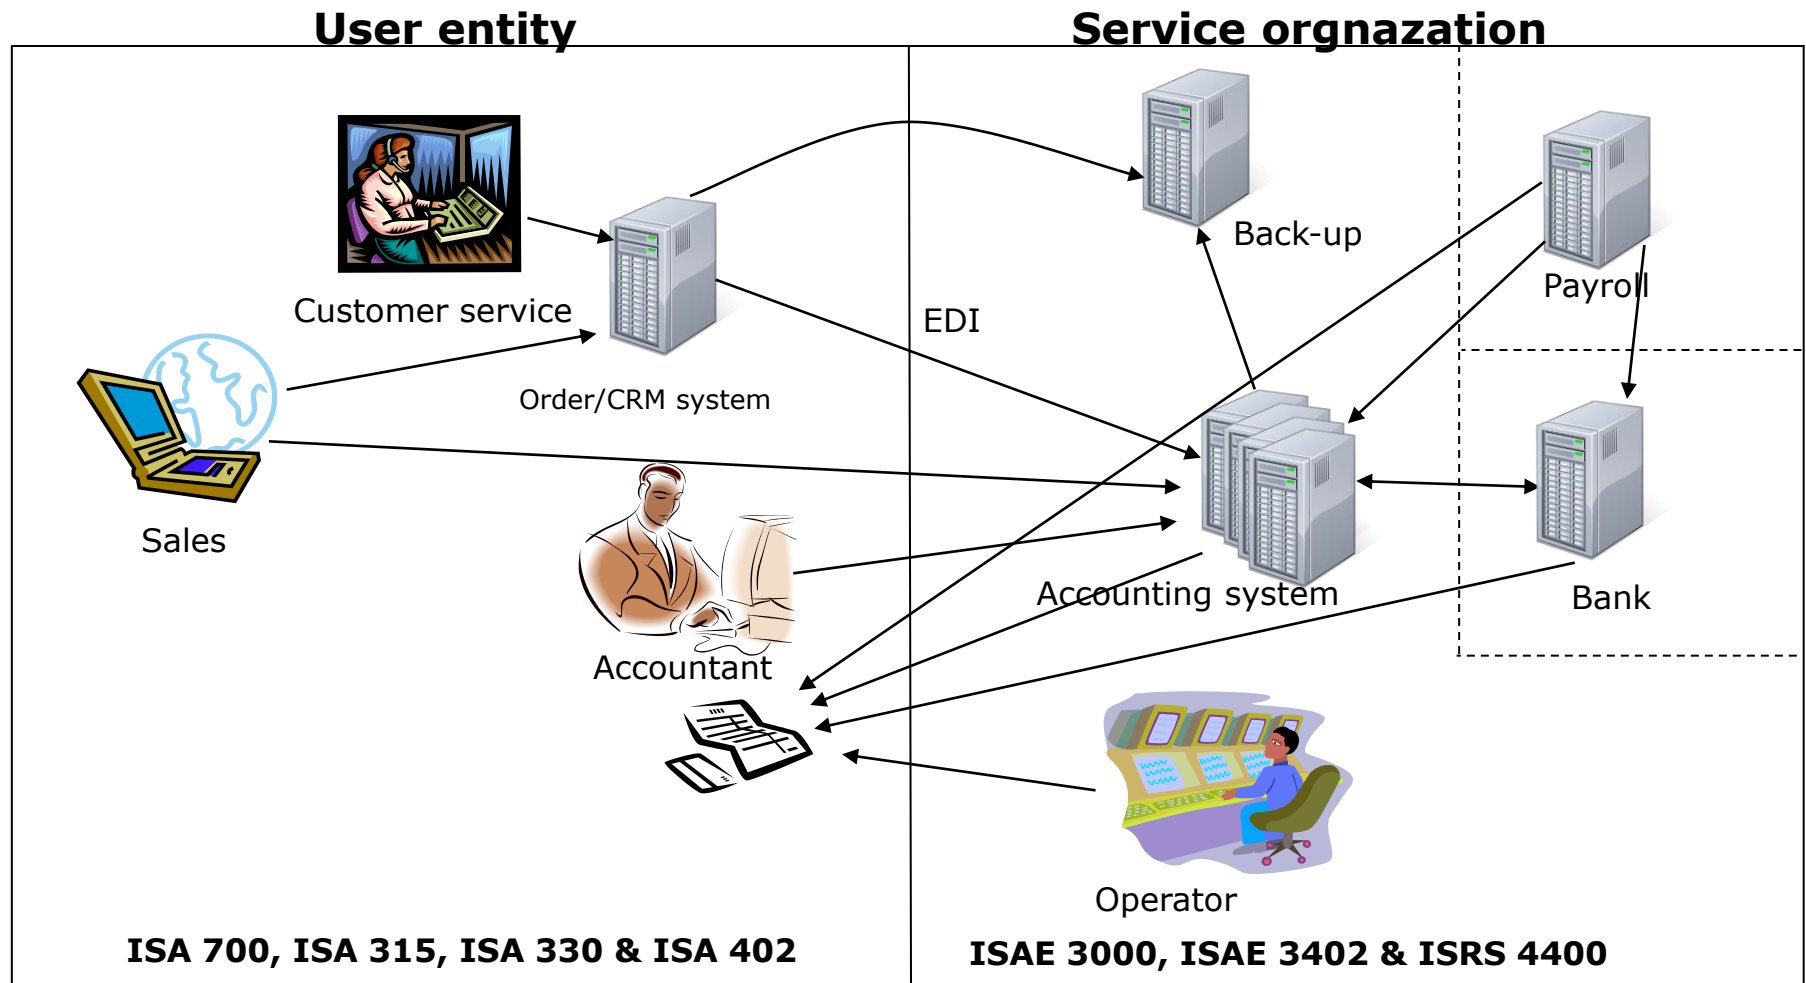 User entity
Service orgnazation
Back-up
Payroll
Customer service
EDI
Order/CRM system
Sales
Accounting system
Bank
Accountant
Operator
ISA 700, ISA 315, ISA 330 & ISA 402
ISAE 3000, ISAE 3402 & ISRS 4400